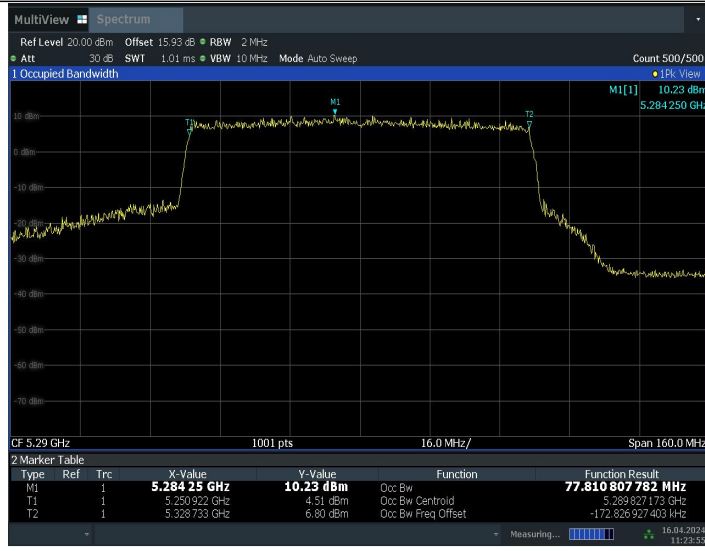 MultiView Spectrum
Ref Level 20.00 dBm Offset 15.93 dB RBW 2 MHz
Att 30 dB SWT 1.01 ms VBW 10 MHz Mode Auto Sweep Count 500/500
1 Occupied Bandwidth 1Pk View
M1[1] 10.23 dBm
5.284250 GHz
M1
10 dBm
T1
T2
0 dBm
-10 dBm
-20 dBm
-30 dBm
-40 dBm
-50 dBm
-60 dBm
-70 dBm
CF 5.29 GHz 1001 pts 16.0 MHz/ Span 160.0 MHz
2 Marker Table
Type Ref Trc X-Value Y-Value Function Function Result
M1 1 5.284 25 GHz 10.23 dBm Occ Bw 77.810 807 782 MHz
T1 1 5.250 922 GHz 4.51 dBm Occ Bw Centroid 5.289 827 173 GHz
T2 1 5.328 733 GHz 6.80 dBm Occ Bw Freq Offset -172.826 927 403 kHz
Measuring... 16.04.2024
11:23:55